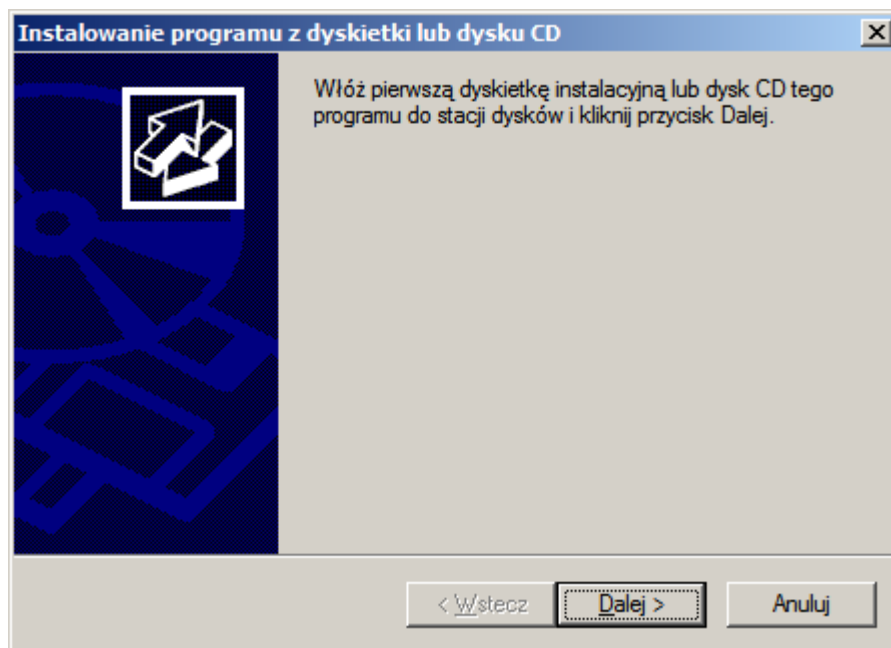 Instalowanie programu z dyskietki lub dysku CD
Włóż pierwszą dyskietkę instalacyjną lub dysk CD tego
programu do stacji dysków i kliknij przycisk Dalej.
< Wstecz
Dalej >
Anuluj